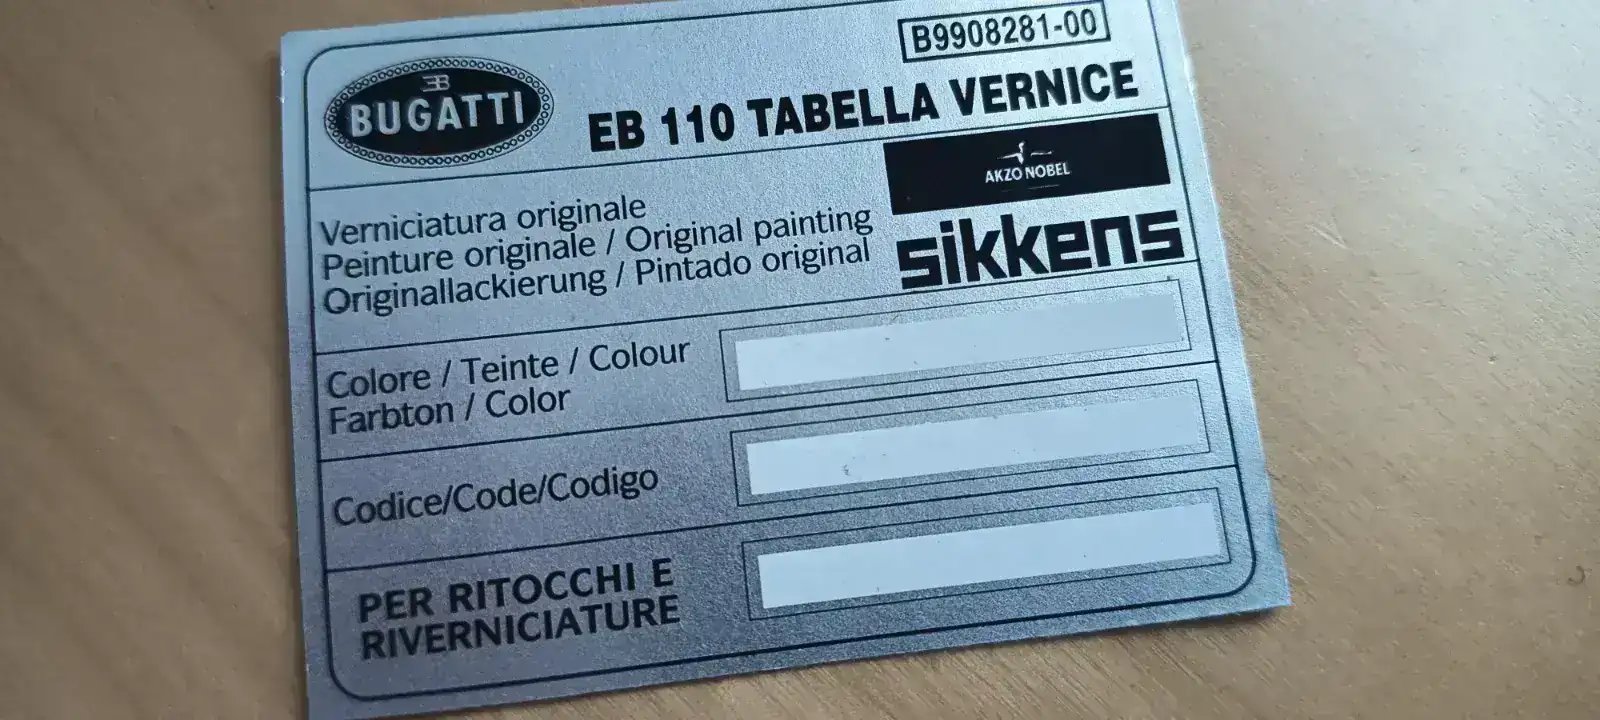 B9908281-00
EB
BUGATTI
EB 110 TABELLA VERNICE
AKZO NOBEL
sikkens
Verniciatura originale
Peinture originale / Original painting
Originallackierung / Pintado original
Colore / Teinte / Colour
Farbton / Color
Codice/Code/Codigo
PER RITOCCHI E
RIVERNICIATURE